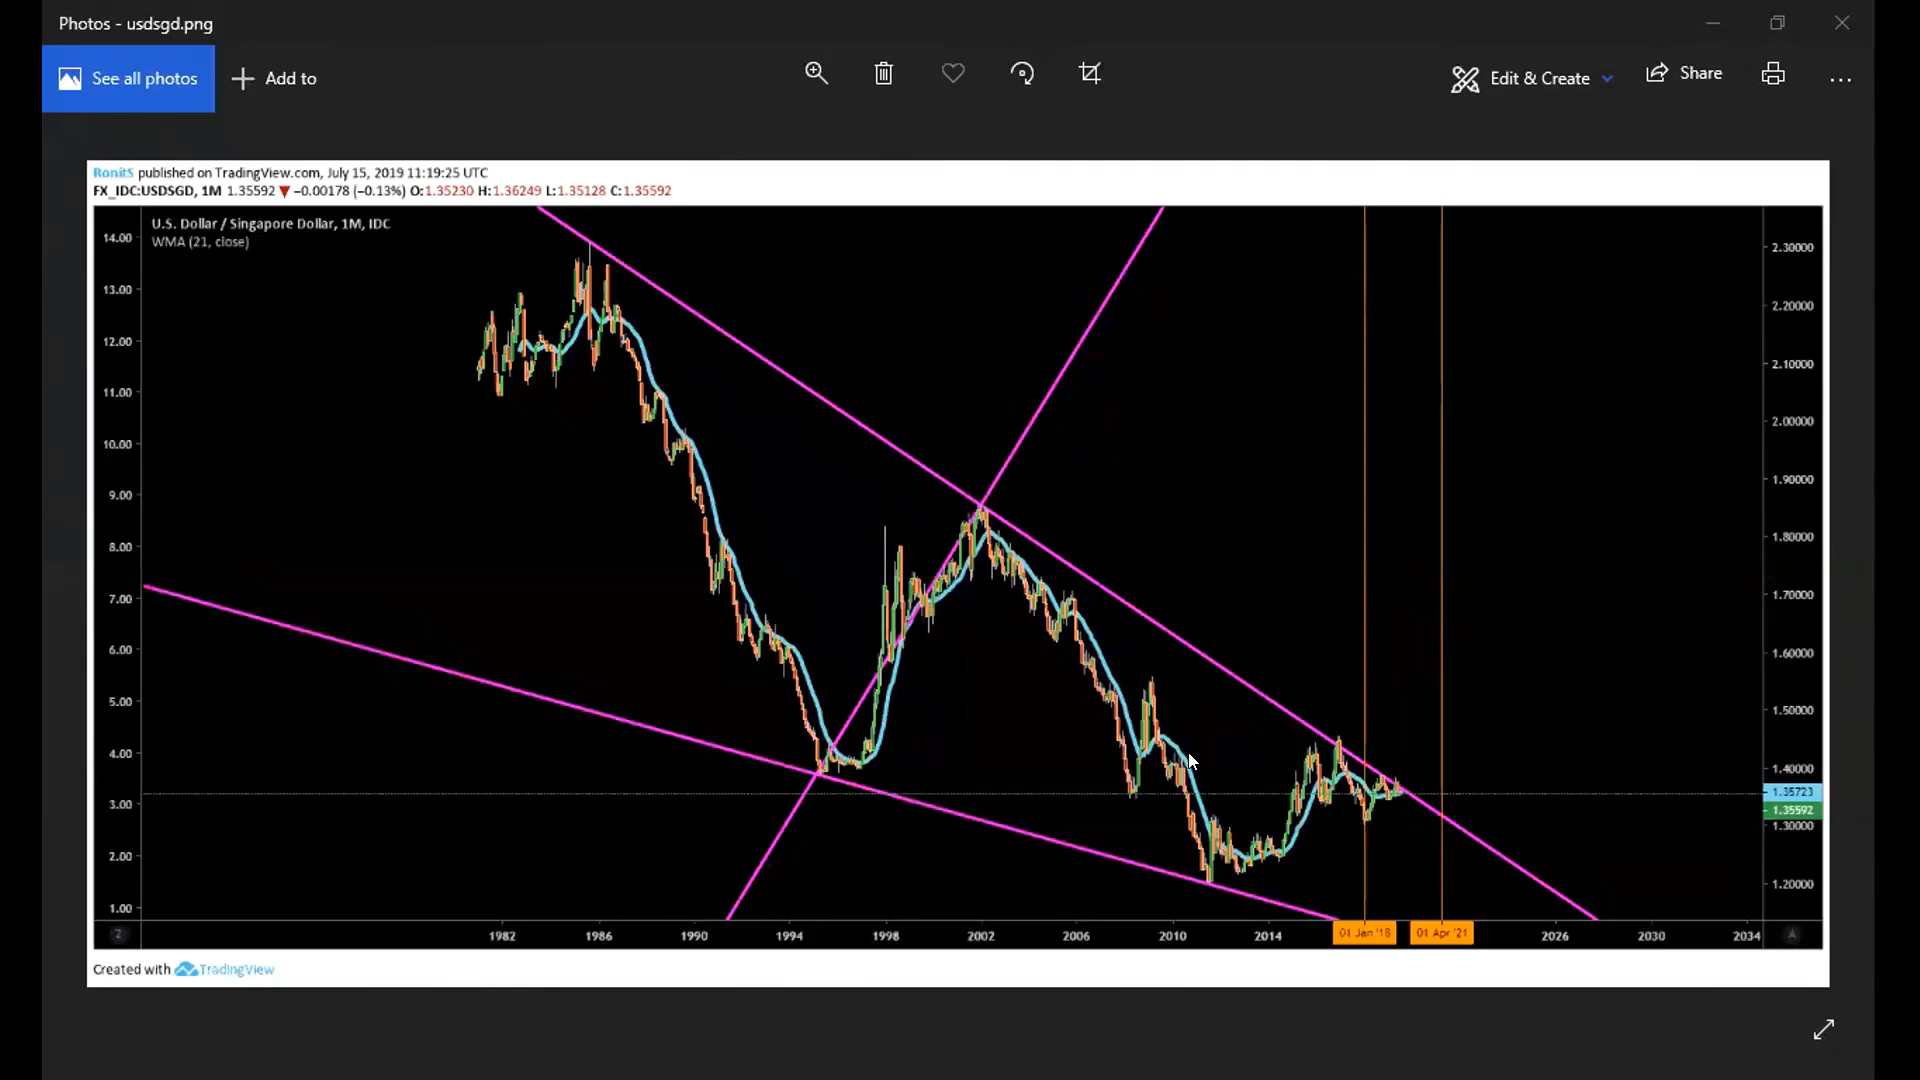 Photos - usdsgd.png
See all photos
Add to
Edit & Create
Share
RonitS published on TradingView.com, July 15, 2019 11:19:25 UTC
FX_IDC:USDSGD, 1M 1.35592 ▼ −0.00178 (−0.13%) O:1.35230 H:1.36249 L:1.35128 C:1.35592
U.S. Dollar / Singapore Dollar, 1M, IDC
WMA (21, close)
14.00
13.00
12.00
11.00
10.00
9.00
8.00
7.00
6.00
5.00
4.00
3.00
2.00
1.00
2.30000
2.20000
2.10000
2.00000
1.90000
1.80000
1.70000
1.60000
1.50000
1.40000
1.35723
1.35592
1.30000
1.20000
Z
1982 1986 1990 1994 1998 2002 2006 2010 2014 01 Jan '18 01 Apr '21 2026 2030 2034
A
Created with TradingView